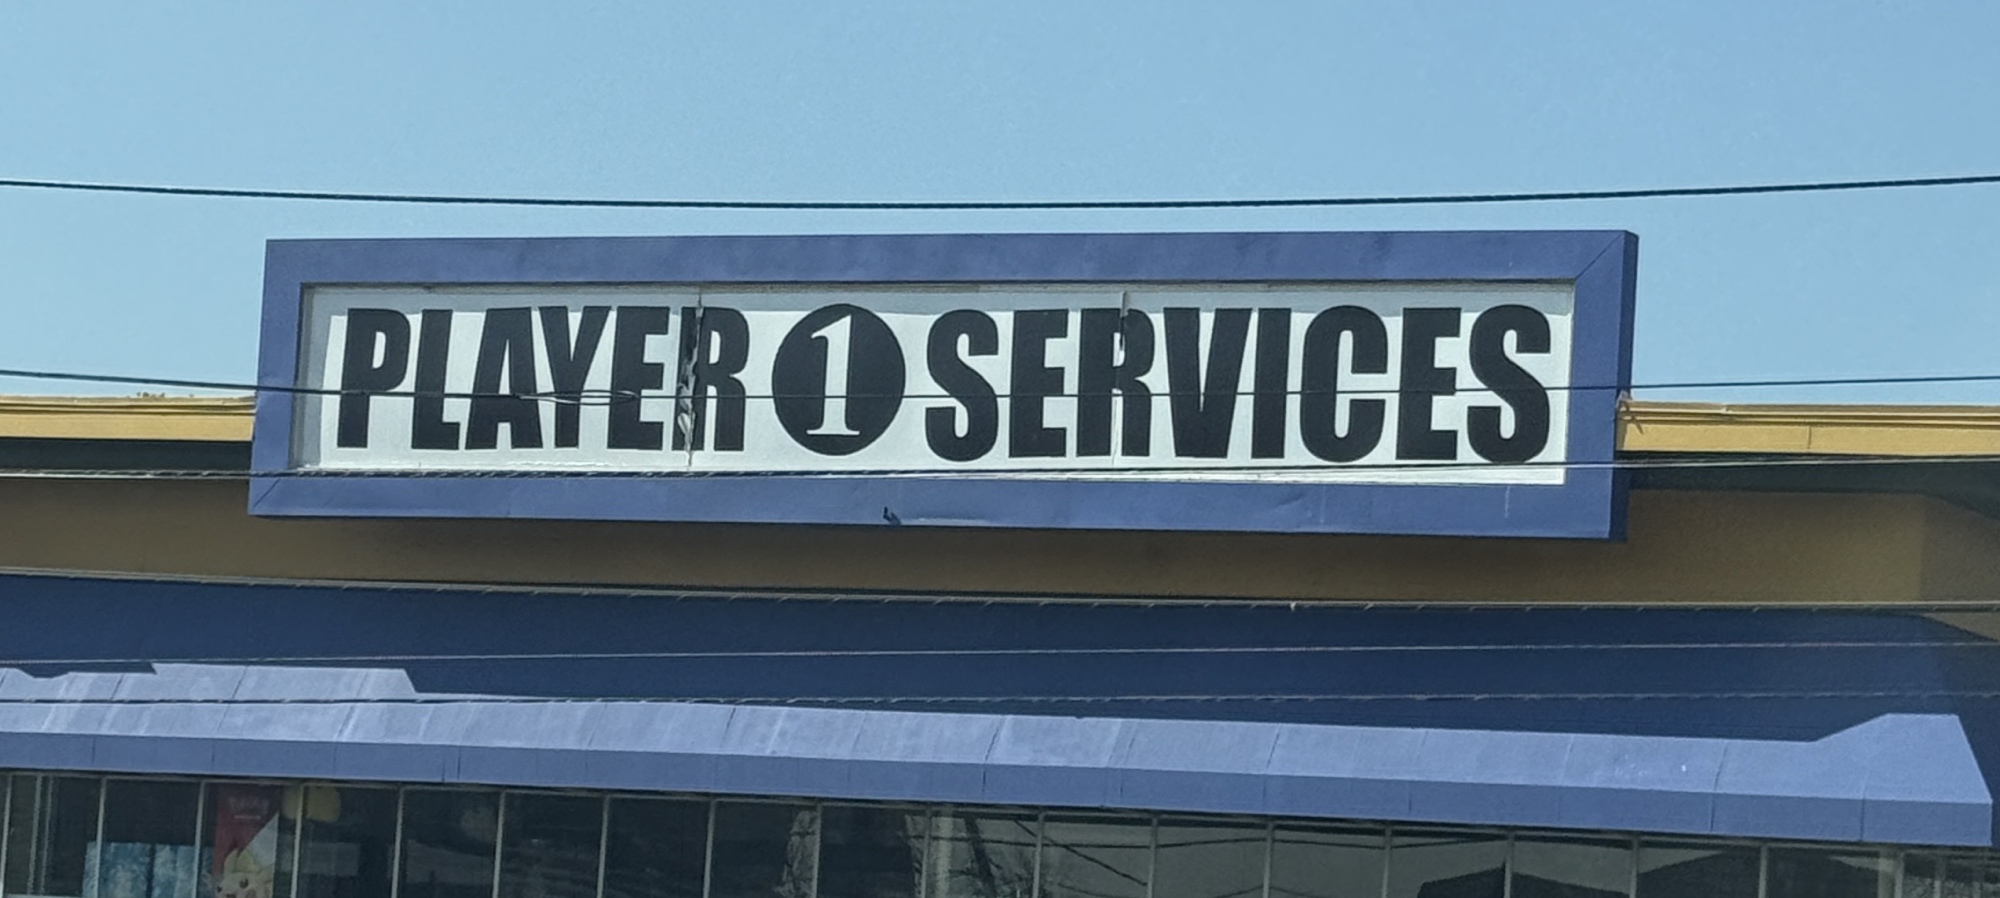 PLAYER 1 SERVICES